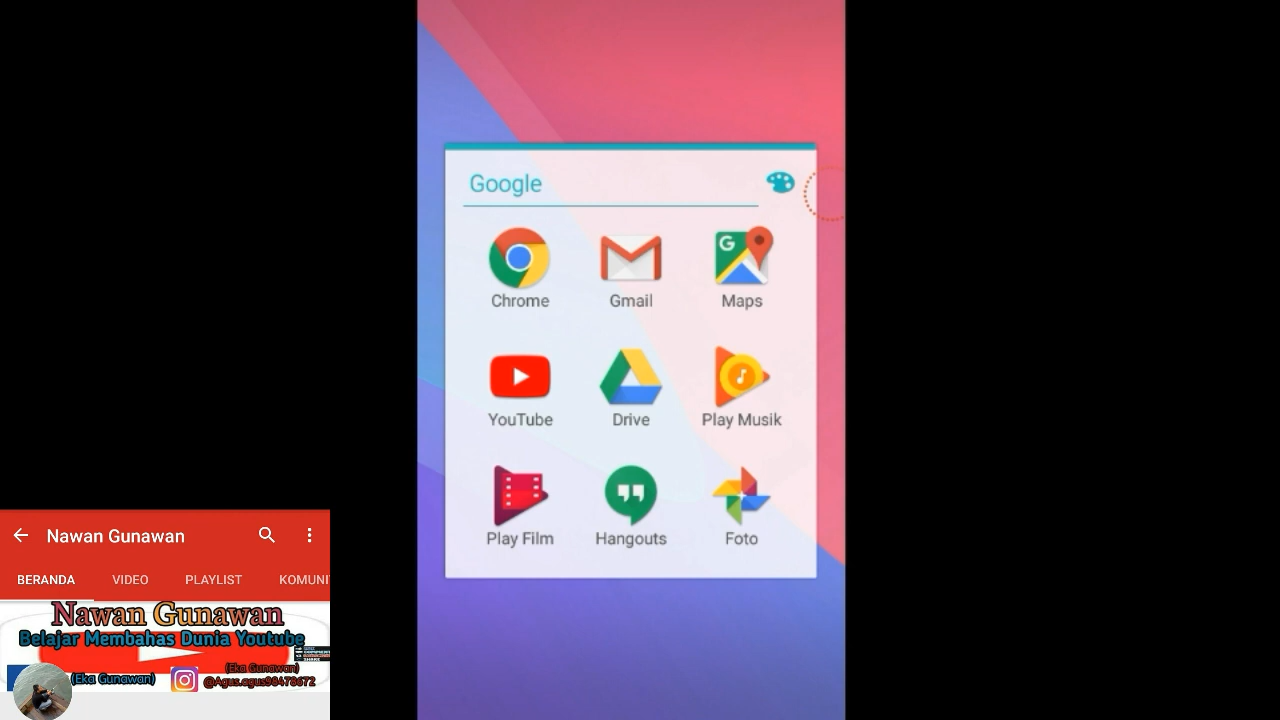 Google
G
Chrome
Gmail
Maps
YouTube
Drive
Play Musik
Play Film
Hangouts
Foto
Nawan Gunawan
BERANDA
VIDEO
PLAYLIST
KOMUNI
Nawan Gunawan
Belajar Membahas Dunia Youtube
(Eka Gunawan)
(Eka Gunawan)
@Agus.agus98478672